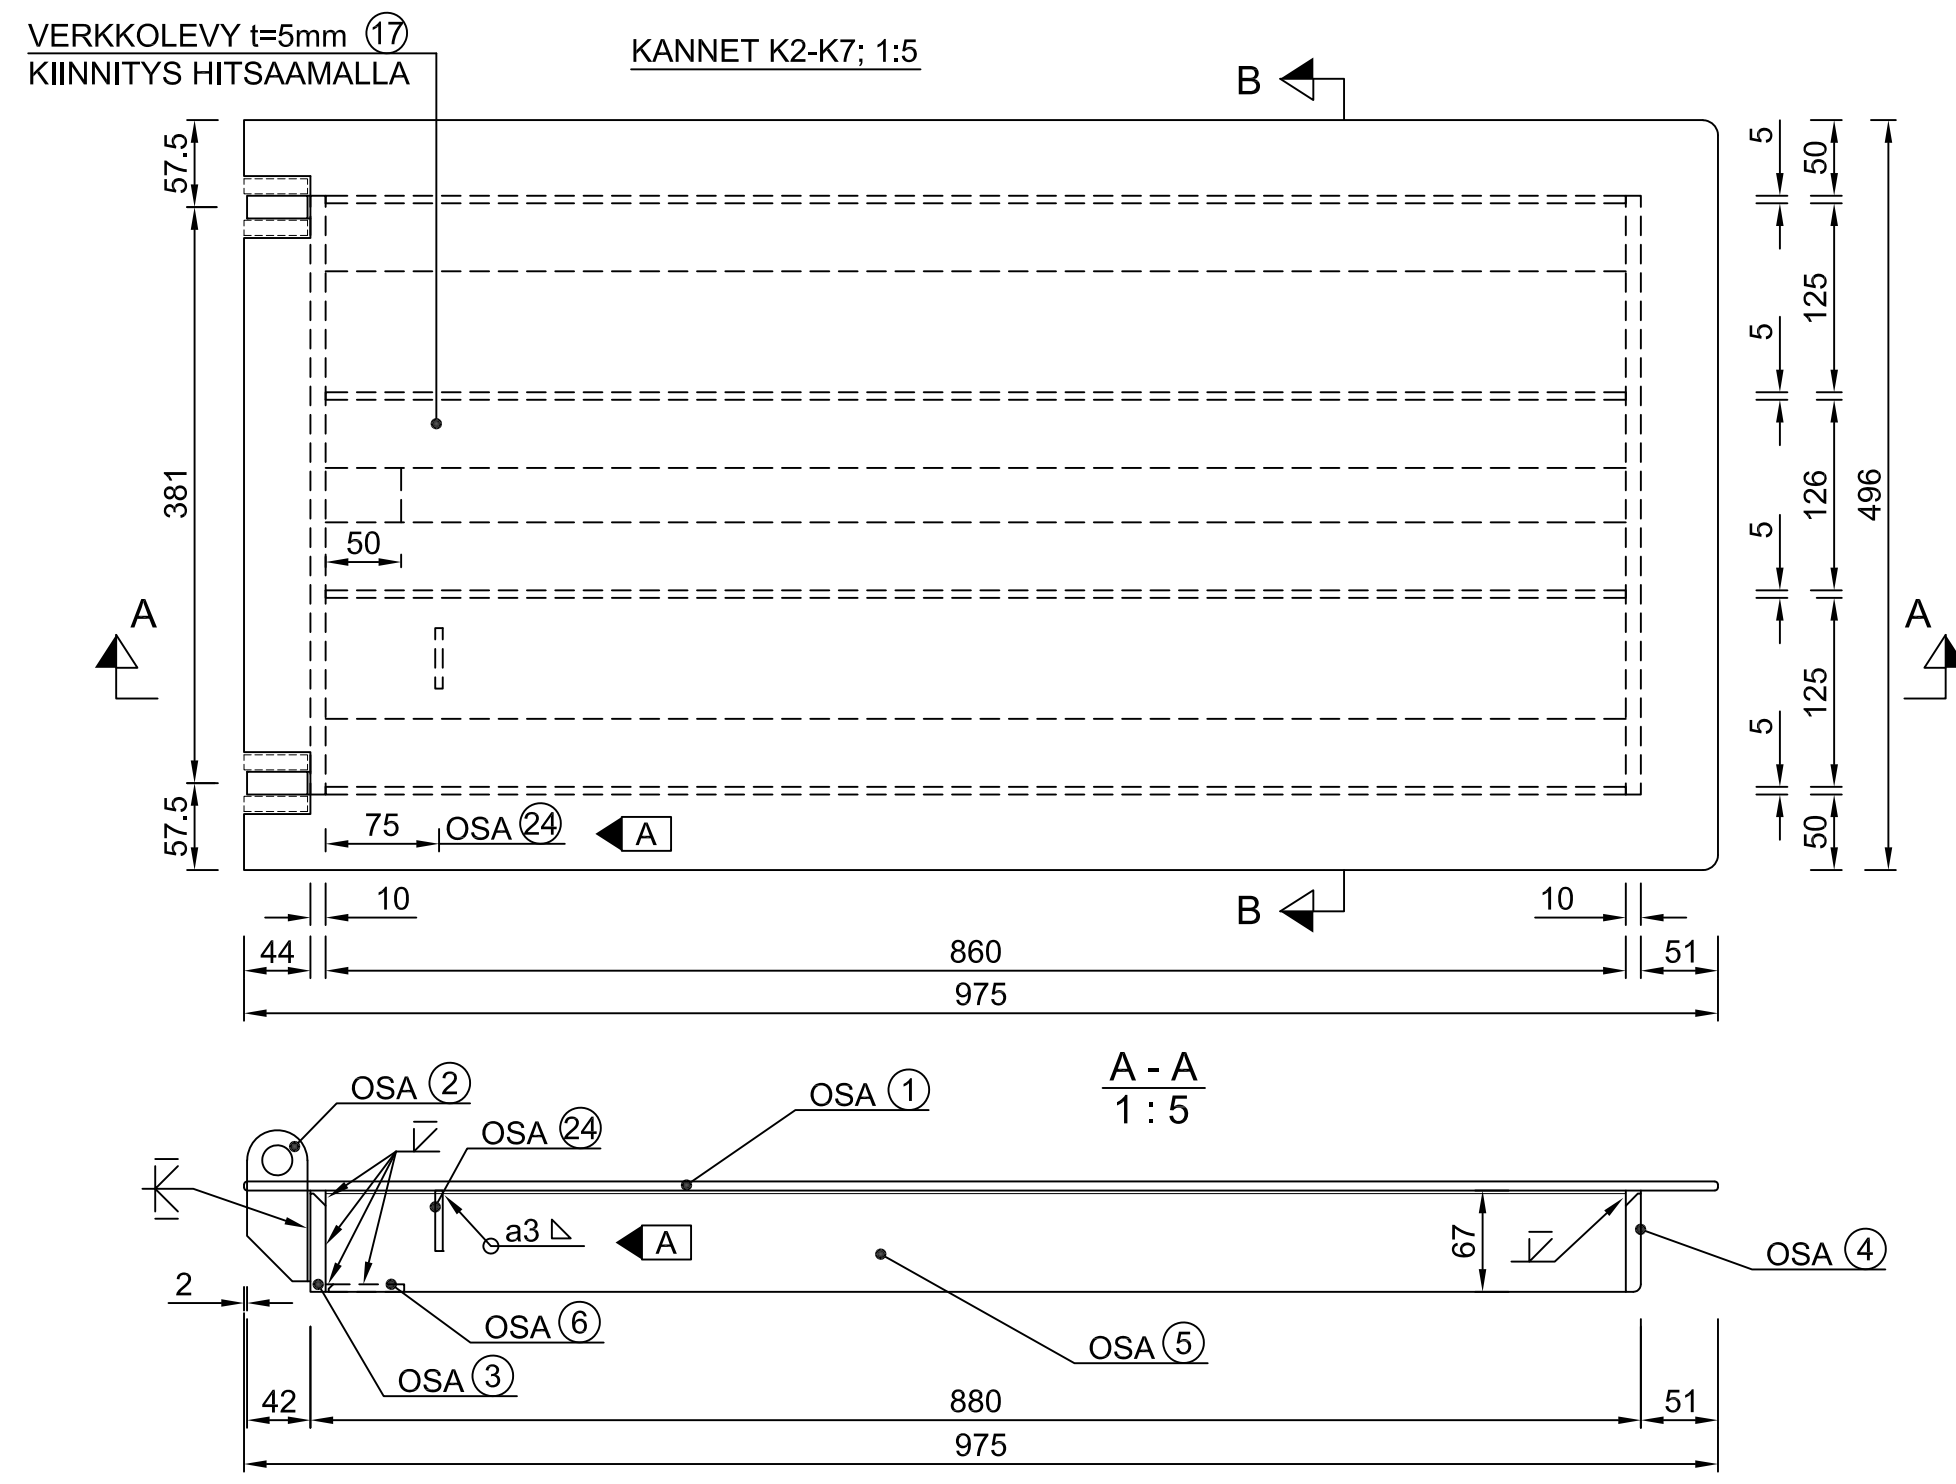 VERKKOLEVY t=5mm 17
KIINNITYS HITSAAMALLA
KANNET K2-K7; 1:5
B
57.5
5
50
125
5
381
126
496
50
5
A
A
125
5
75
OSA 24
A
57.5
50
10
B
10
44
860
51
975
A - A
1 : 5
OSA 2
OSA 1
OSA 24
a3
A
67
OSA 4
2
OSA 6
OSA 5
OSA 3
42
880
51
975